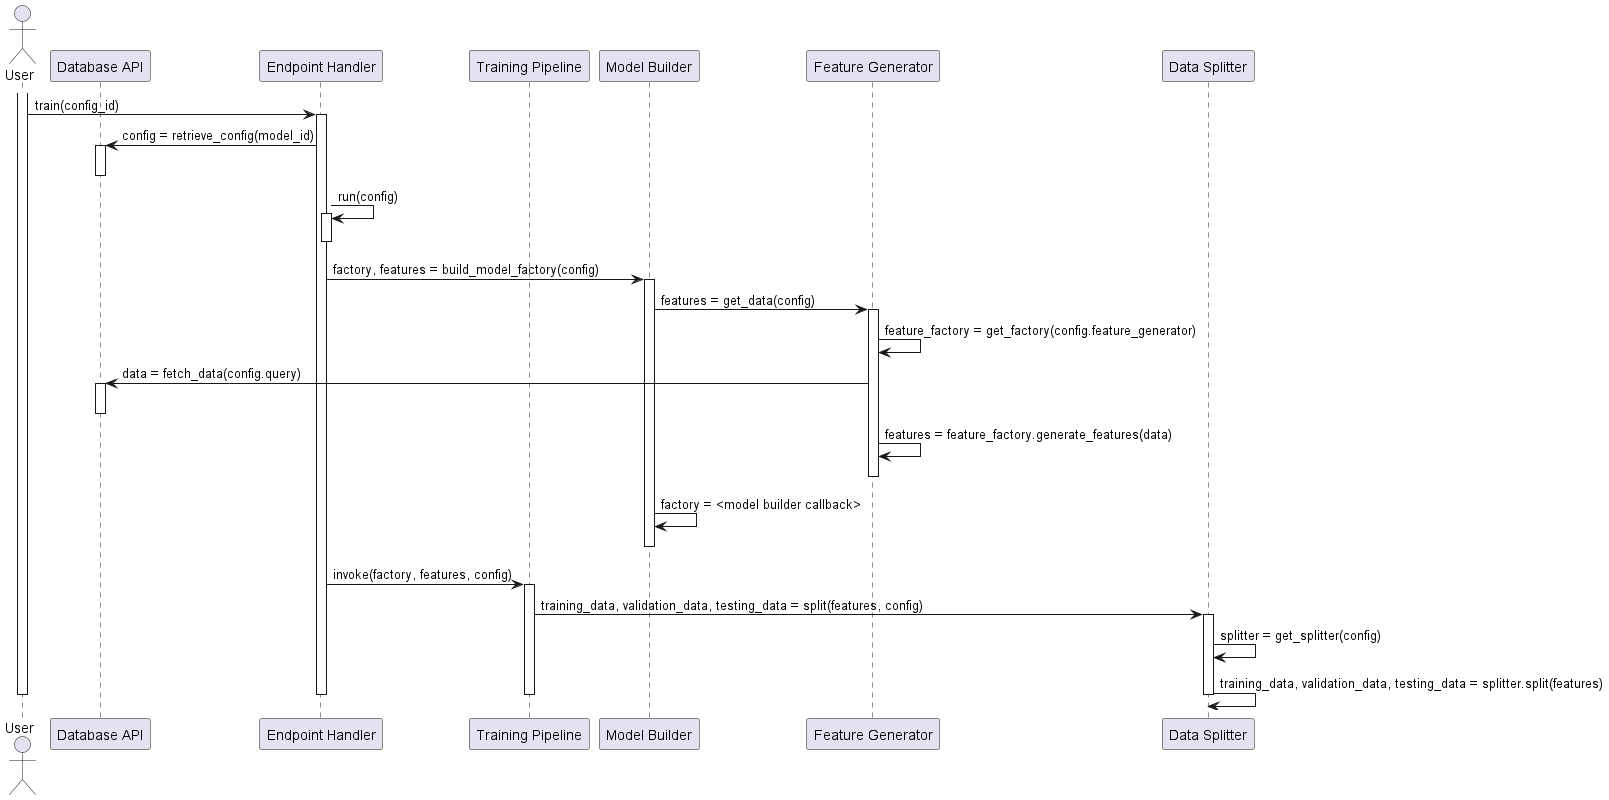 User
Database API
Endpoint Handler
Training Pipeline
Model Builder
Feature Generator
Data Splitter
train(config_id)
config = retrieve_config(model_id)
run(config)
factory, features = build_model_factory(config)
features = get_data(config)
feature_factory = get_factory(config.feature_generator)
data = fetch_data(config.query)
features = feature_factory.generate_features(data)
factory = <model builder callback>
invoke(factory, features, config)
training_data, validation_data, testing_data = split(features, config)
splitter = get_splitter(config)
training_data, validation_data, testing_data = splitter.split(features)
User
Database API
Endpoint Handler
Training Pipeline
Model Builder
Feature Generator
Data Splitter